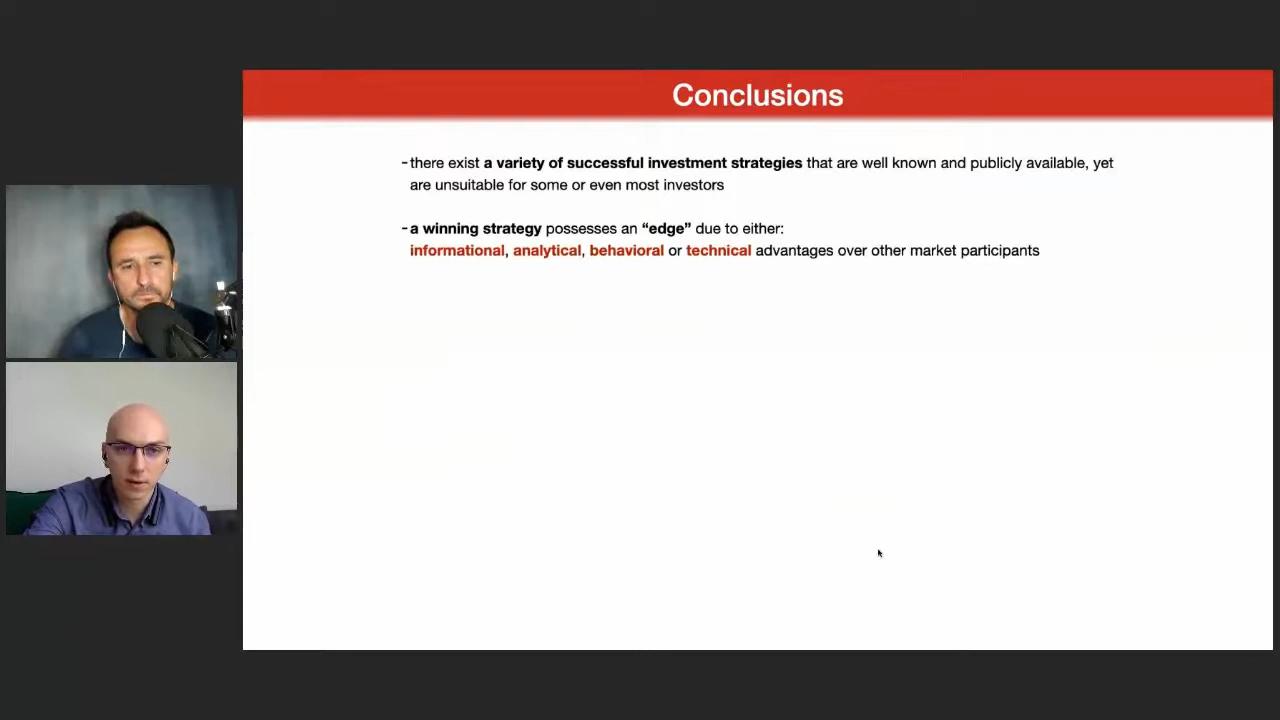 Conclusions
- there exist a variety of successful investment strategies that are well known and publicly available, yet
are unsuitable for some or even most investors
- a winning strategy possesses an “edge” due to either:
informational, analytical, behavioral or technical advantages over other market participants